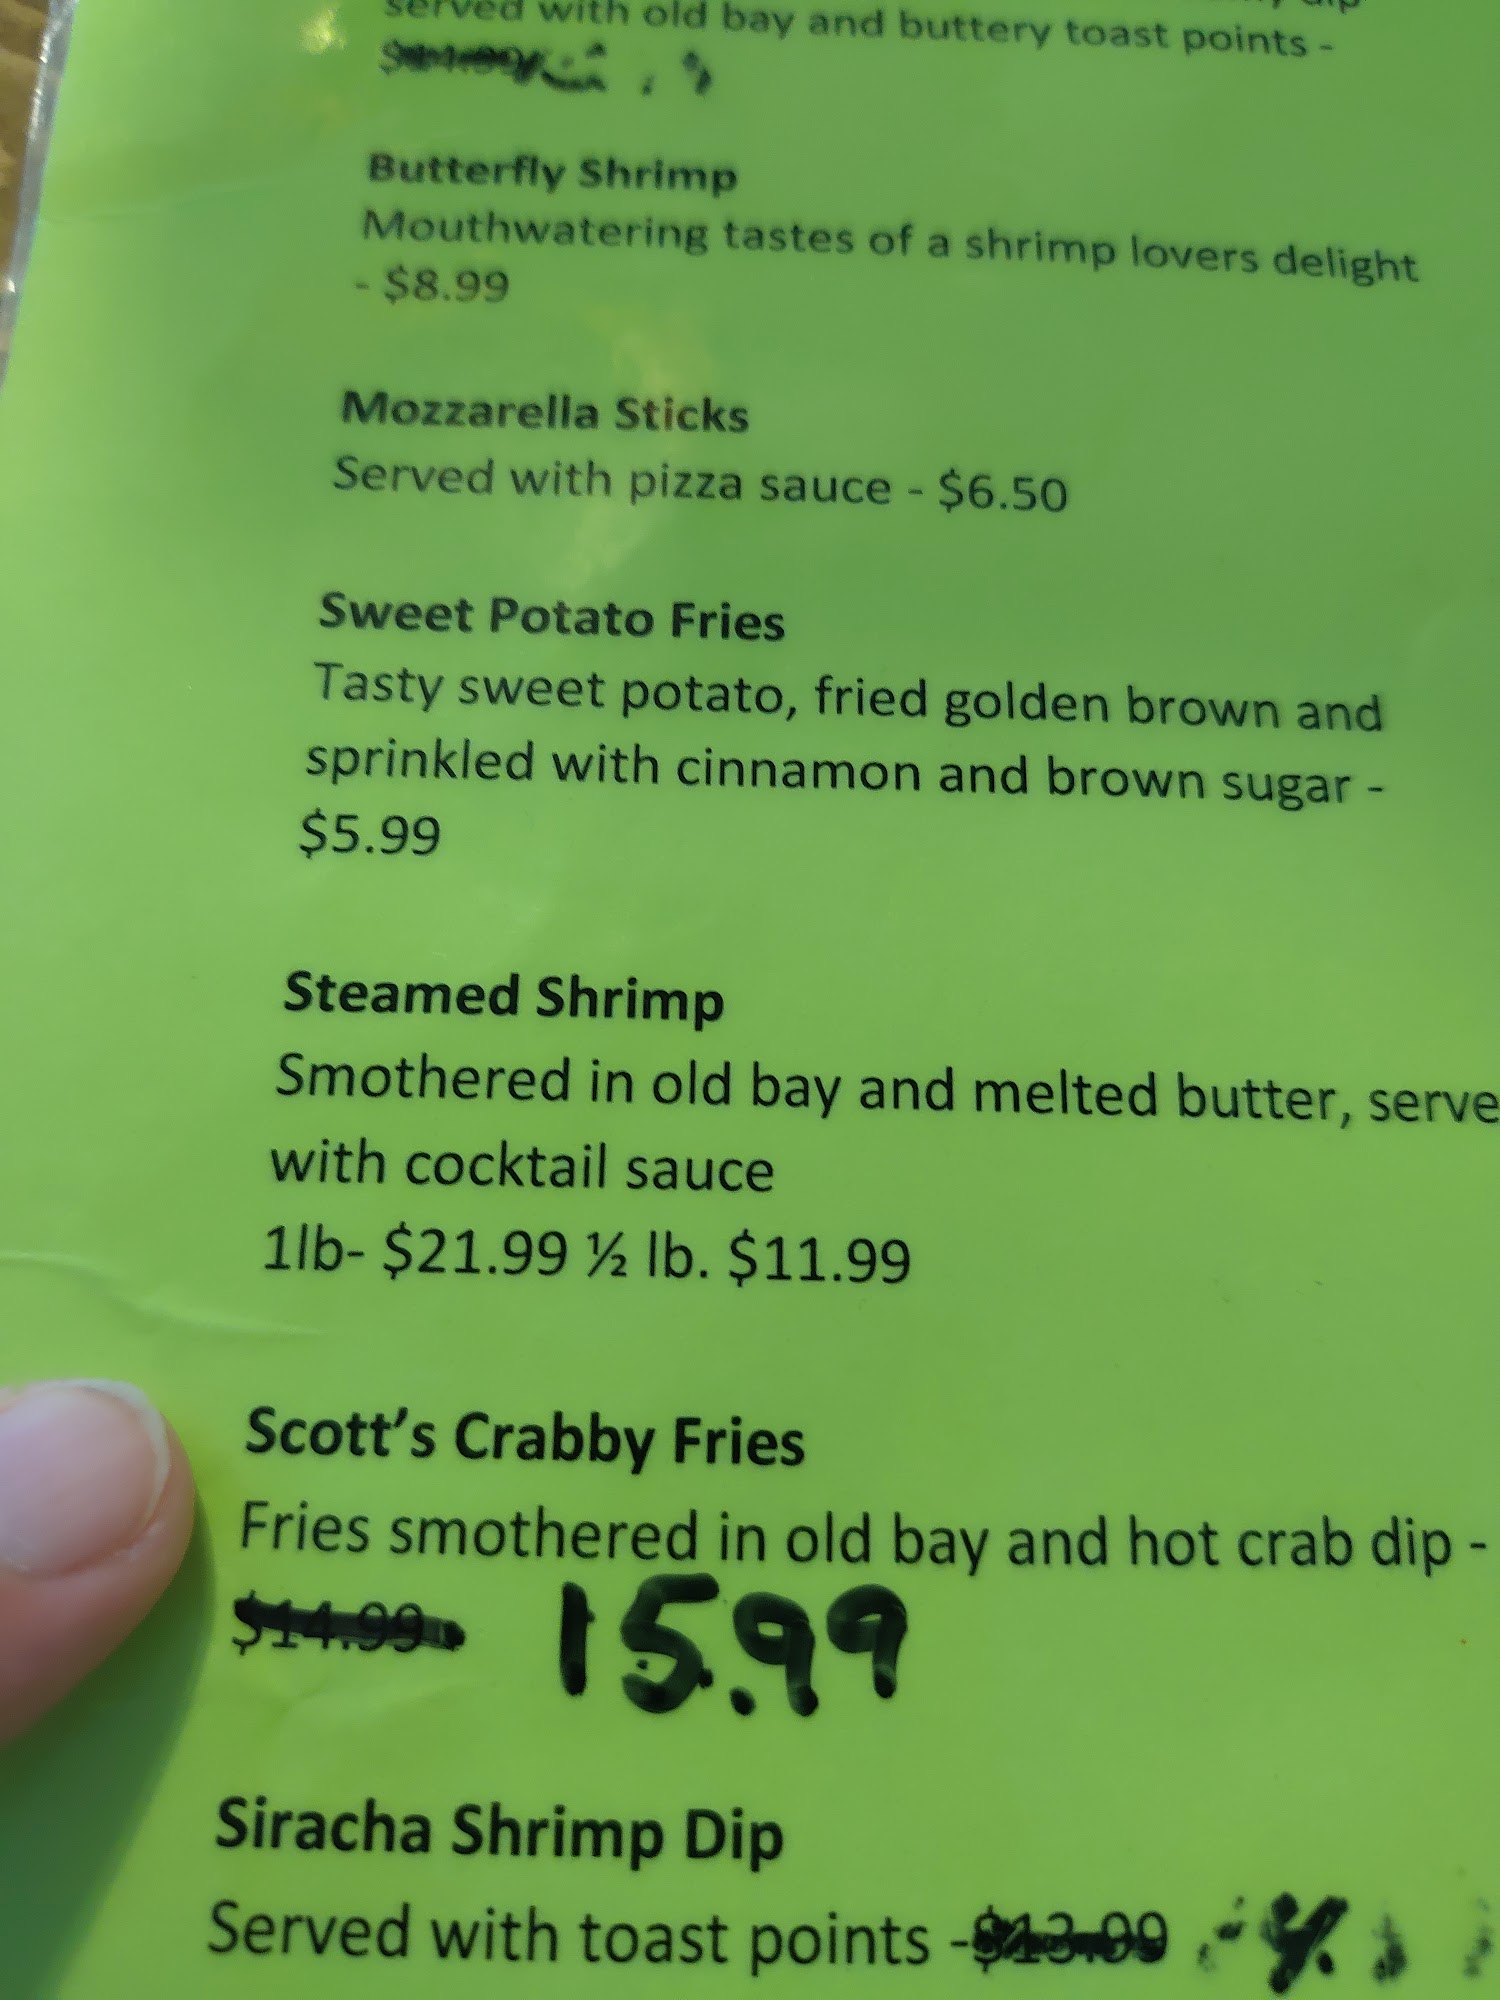 served with old bay and buttery toast points -
Butterfly Shrimp
Mouthwatering tastes of a shrimp lovers delight
- $8.99
Mozzarella Sticks
Served with pizza sauce - $6.50
Sweet Potato Fries
Tasty sweet potato, fried golden brown and
sprinkled with cinnamon and brown sugar -
$5.99
Steamed Shrimp
Smothered in old bay and melted butter, serve
with cocktail sauce
1lb- $21.99 ½ lb. $11.99
Scott's Crabby Fries
Fries smothered in old bay and hot crab dip -
$14.99 15.99
Siracha Shrimp Dip
Served with toast points -$13.99